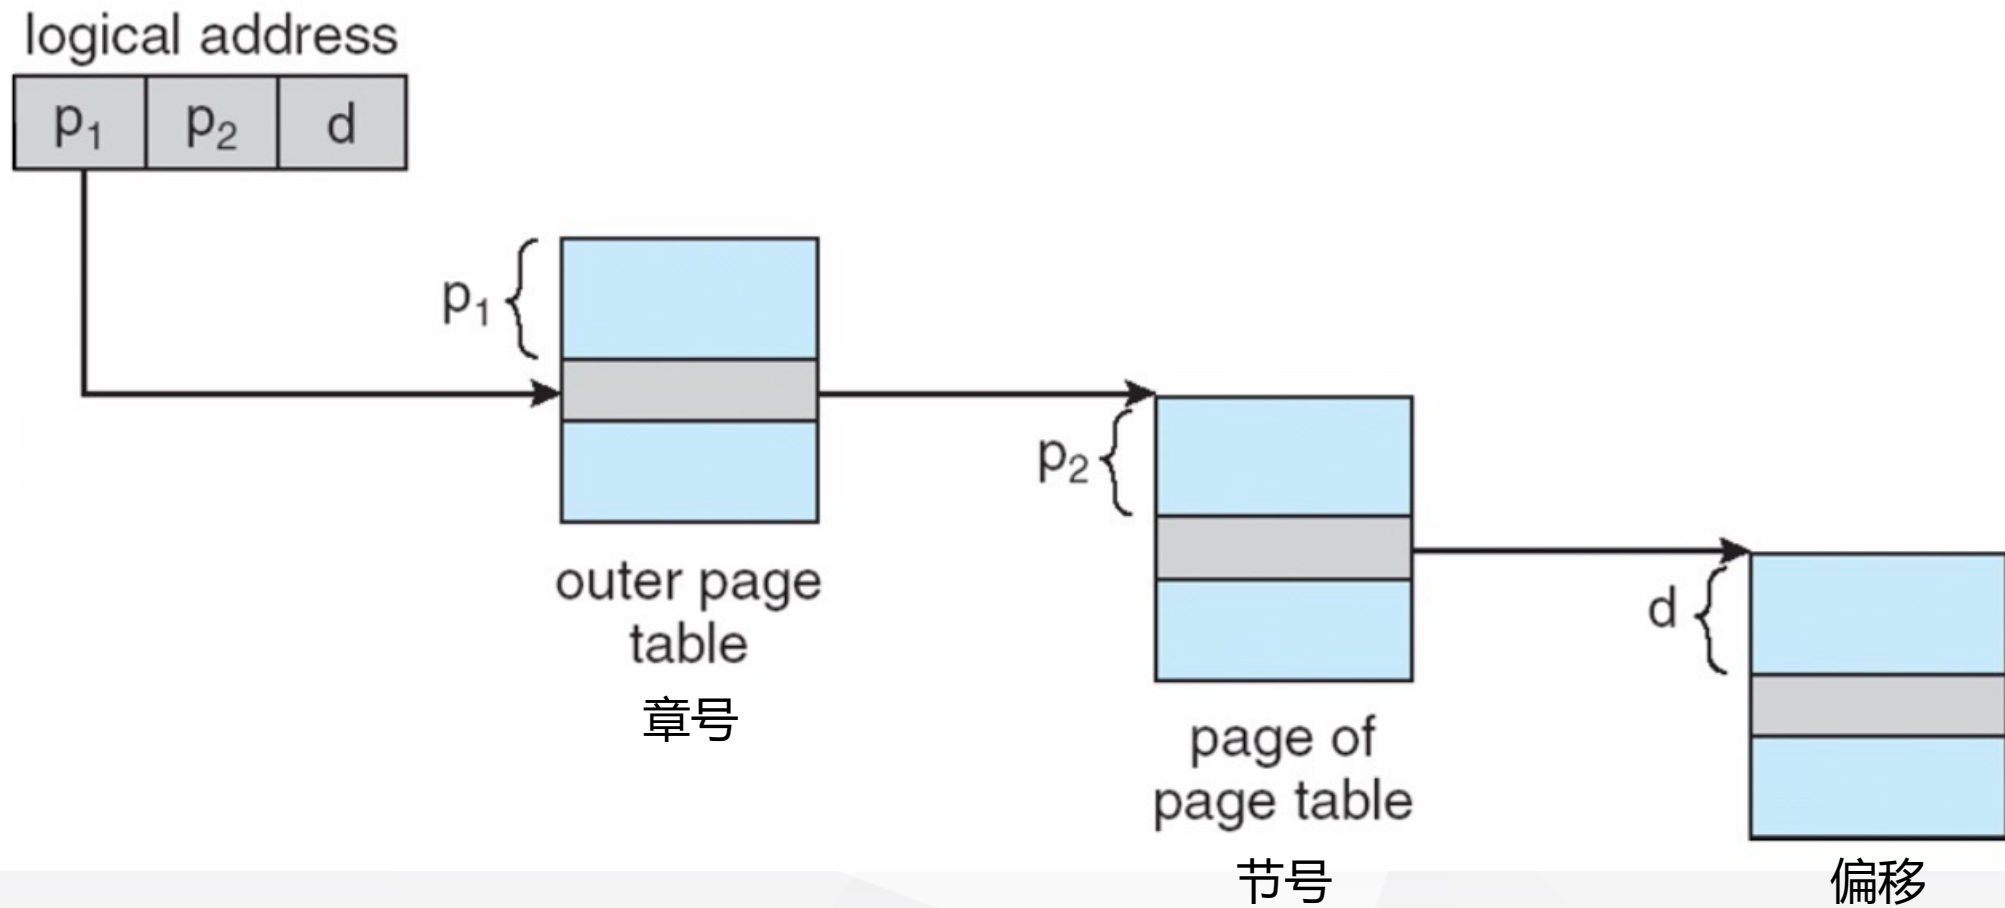 logical address
p₁ p₂ d
p₁
outer page
table
章号
p₂
page of
page table
节号
d
偏移